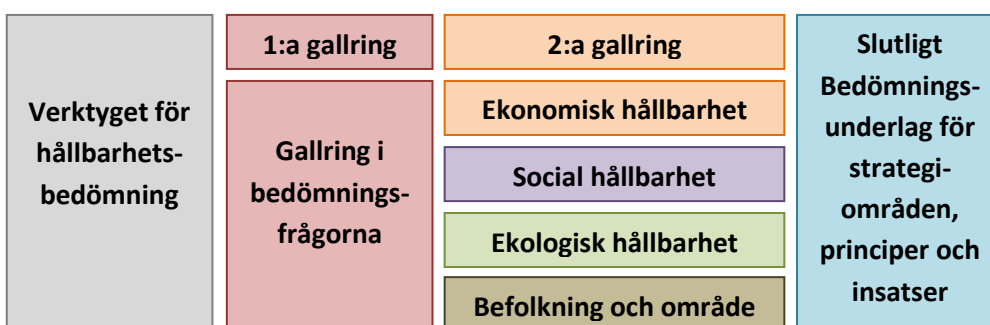 Verktyget för
hållbarhets-
bedömning
1:a gallring
Gallring i
bedömnings-
frågorna
2:a gallring
Ekonomisk hållbarhet
Social hållbarhet
Ekologisk hållbarhet
Befolkning och område
Slutligt
Bedömnings-
underlag för
strategi-
områden,
principer och
insatser